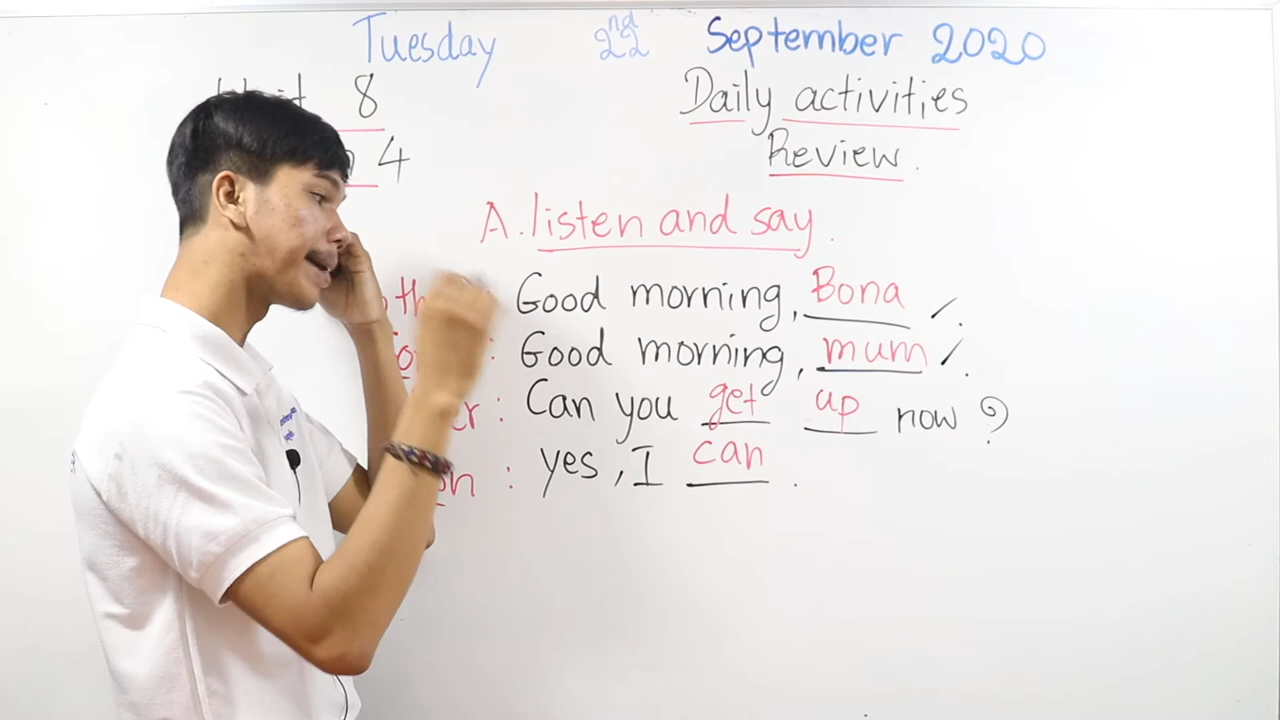 Tuesday 22nd September 2020
8 Daily activities
4 Review.
A. listen and say.
Good morning, Bona.
: Good morning, mum.
: Can you get up now?
: yes, I can.